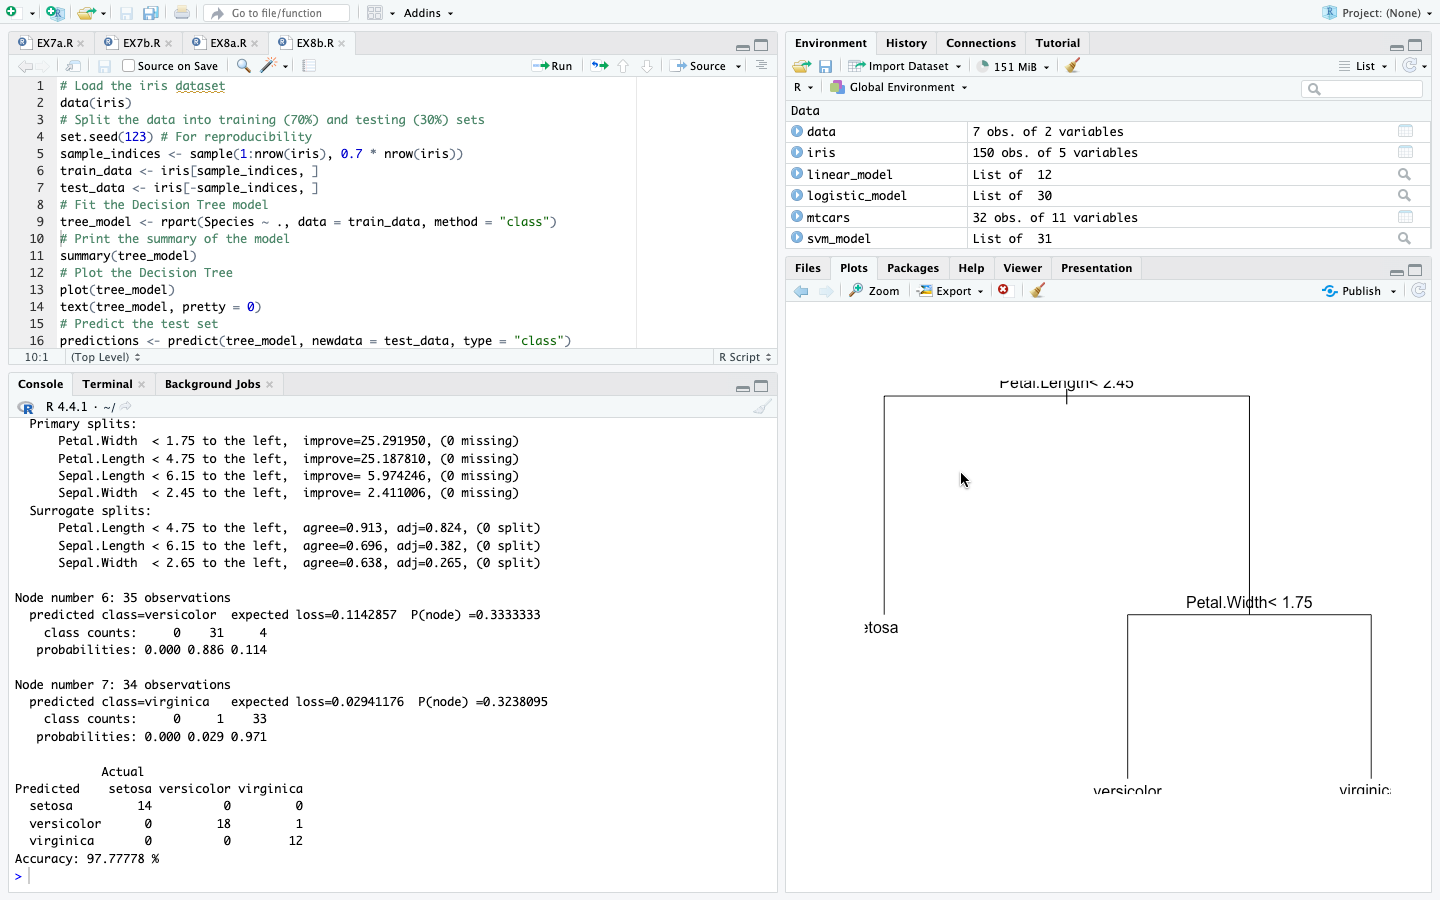 Go to file/function
Addins
Project: (None)
EX7a.R
EX7b.R
EX8a.R
EX8b.R
Source on Save
Run
Source
1 # Load the iris dataset
2 data(iris)
3 # Split the data into training (70%) and testing (30%) sets
4 set.seed(123) # For reproducibility
5 sample_indices <- sample(1:nrow(iris), 0.7 * nrow(iris))
6 train_data <- iris[sample_indices, ]
7 test_data <- iris[-sample_indices, ]
8 # Fit the Decision Tree model
9 tree_model <- rpart(Species ~ ., data = train_data, method = "class")
10 # Print the summary of the model
11 summary(tree_model)
12 # Plot the Decision Tree
13 plot(tree_model)
14 text(tree_model, pretty = 0)
15 # Predict the test set
16 predictions <- predict(tree_model, newdata = test_data, type = "class")
10:1 (Top Level) R Script
Console Terminal Background Jobs
R 4.4.1 · ~/
Primary splits:
Petal.Width < 1.75 to the left, improve=25.291950, (0 missing)
Petal.Length < 4.75 to the left, improve=25.187810, (0 missing)
Sepal.Length < 6.15 to the left, improve= 5.974246, (0 missing)
Sepal.Width < 2.45 to the left, improve= 2.411006, (0 missing)
Surrogate splits:
Petal.Length < 4.75 to the left, agree=0.913, adj=0.824, (0 split)
Sepal.Length < 6.15 to the left, agree=0.696, adj=0.382, (0 split)
Sepal.Width < 2.65 to the left, agree=0.638, adj=0.265, (0 split)
Node number 6: 35 observations
predicted class=versicolor expected loss=0.1142857 P(node) =0.3333333
class counts: 0 31 4
probabilities: 0.000 0.886 0.114
Node number 7: 34 observations
predicted class=virginica expected loss=0.02941176 P(node) =0.3238095
class counts: 0 1 33
probabilities: 0.000 0.029 0.971
Actual
Predicted setosa versicolor virginica
setosa 14 0 0
versicolor 0 18 1
virginica 0 0 12
Accuracy: 97.77778 %
>
Environment History Connections Tutorial
Import Dataset 151 MiB List
R Global Environment
Data
data 7 obs. of 2 variables
iris 150 obs. of 5 variables
linear_model List of 12
logistic_model List of 30
mtcars 32 obs. of 11 variables
svm_model List of 31
Files Plots Packages Help Viewer Presentation
Zoom Export Publish
Petal.Length< 2.45
Petal.Width< 1.75
etosa
versicolor
virginic